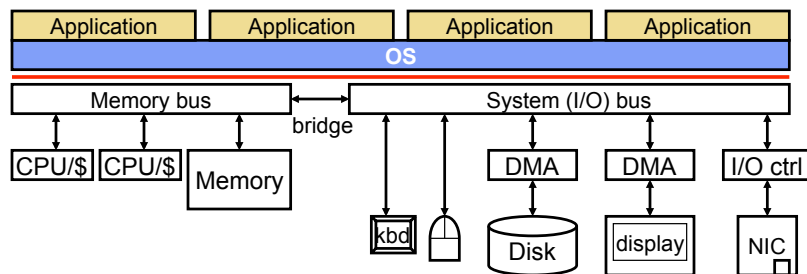 Application Application Application Application
OS
Memory bus System (I/O) bus
bridge
CPU/$ CPU/$ Memory DMA DMA I/O ctrl
kbd Disk display NIC